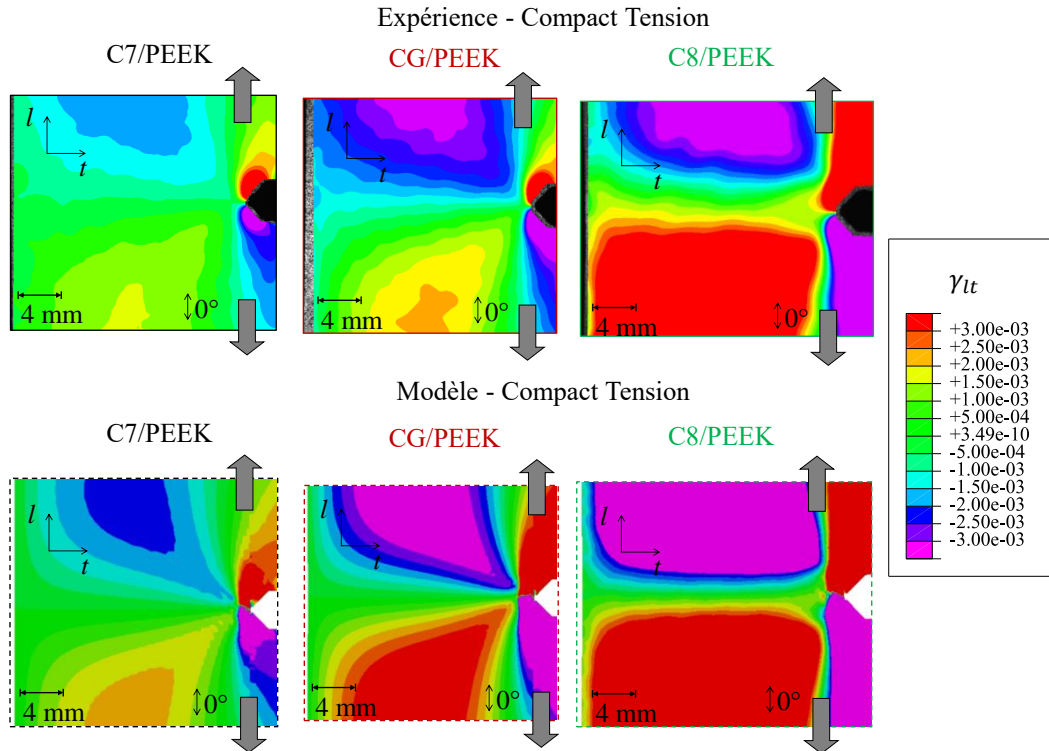 Expérience - Compact Tension
C7/PEEK
CG/PEEK
C8/PEEK
l
t
4 mm
0°
l
t
4 mm
0°
l
t
4 mm
0°
Modèle - Compact Tension
C7/PEEK
CG/PEEK
C8/PEEK
l
t
4 mm
0°
l
t
4 mm
0°
l
t
4 mm
0°
γlt
+3.00e-03
+2.50e-03
+2.00e-03
+1.50e-03
+1.00e-03
+5.00e-04
+3.49e-10
-5.00e-04
-1.00e-03
-1.50e-03
-2.00e-03
-2.50e-03
-3.00e-03